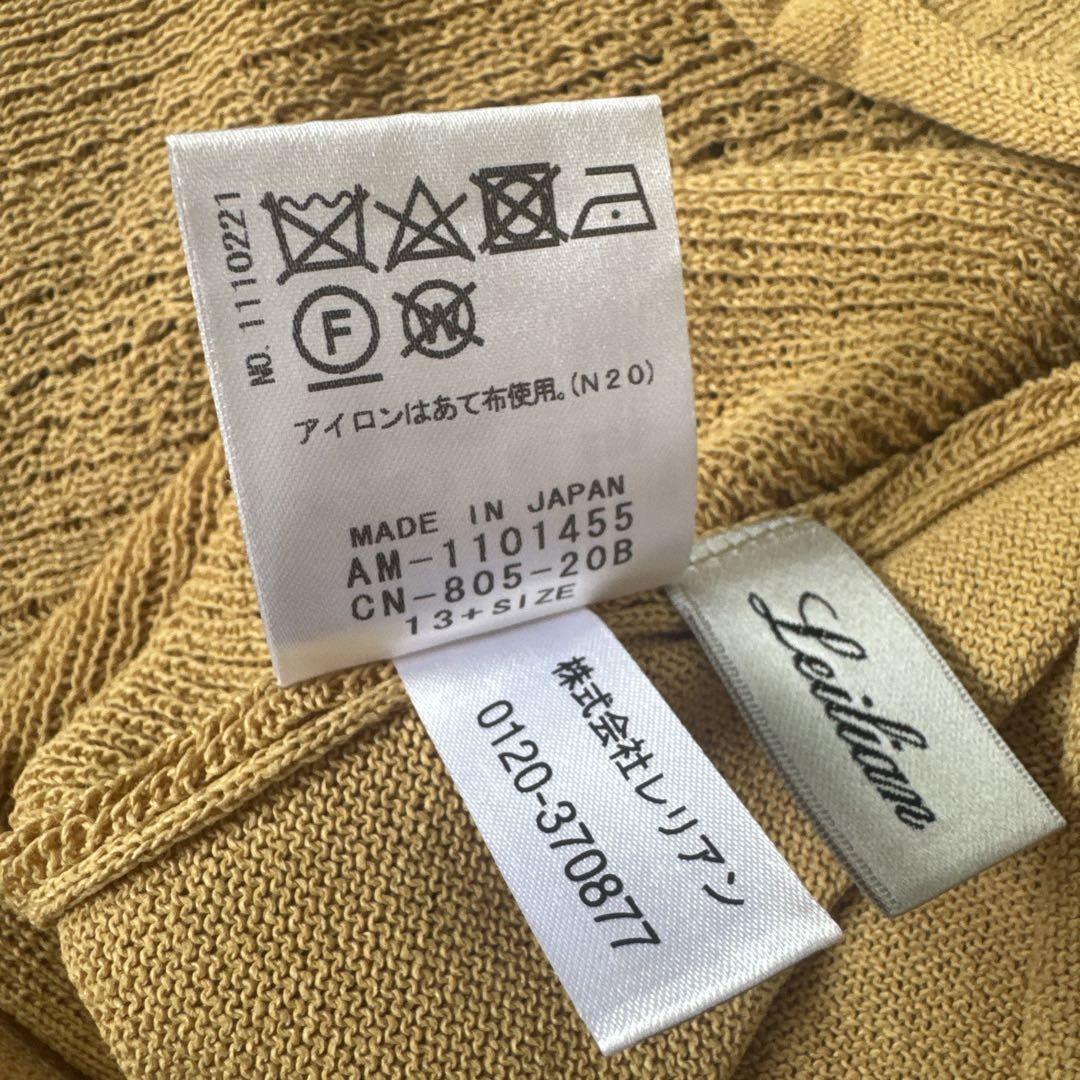 NO. 1110221
F
W
アイロンはあて布使用。(N20)
MADE IN JAPAN
AM-1101455
CN-805-20B
13+SIZE
株式会社レリアン
0120-370877
Leilian